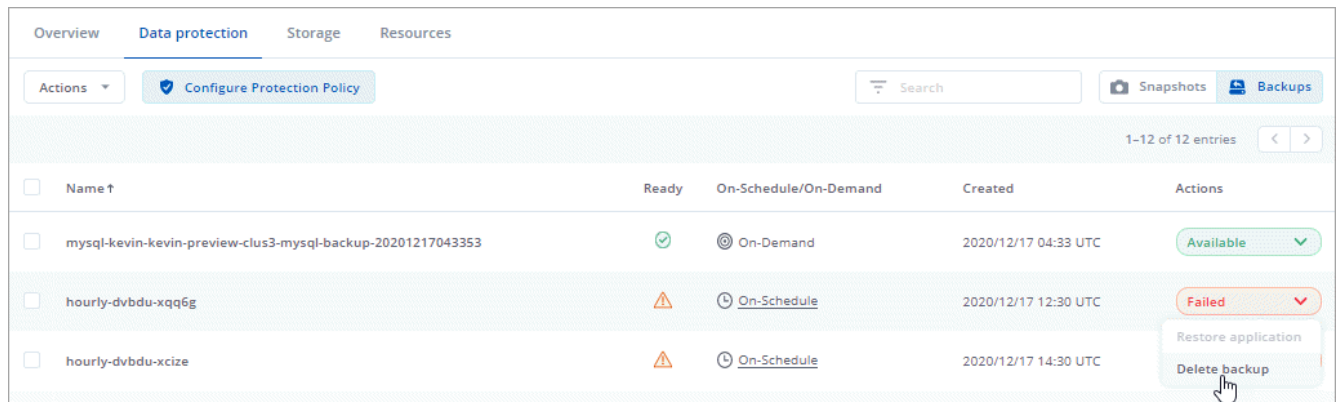 Overview Data protection Storage Resources
Actions Configure Protection Policy Search Snapshots Backups
1–12 of 12 entries < >
Name↑ Ready On-Schedule/On-Demand Created Actions
mysql-kevin-kevin-preview-clus3-mysql-backup-20201217043353 On-Demand 2020/12/17 04:33 UTC Available
hourly-dvbdu-xqq6g On-Schedule 2020/12/17 12:30 UTC Failed
Restore application
hourly-dvbdu-xcize On-Schedule 2020/12/17 14:30 UTC
Delete backup